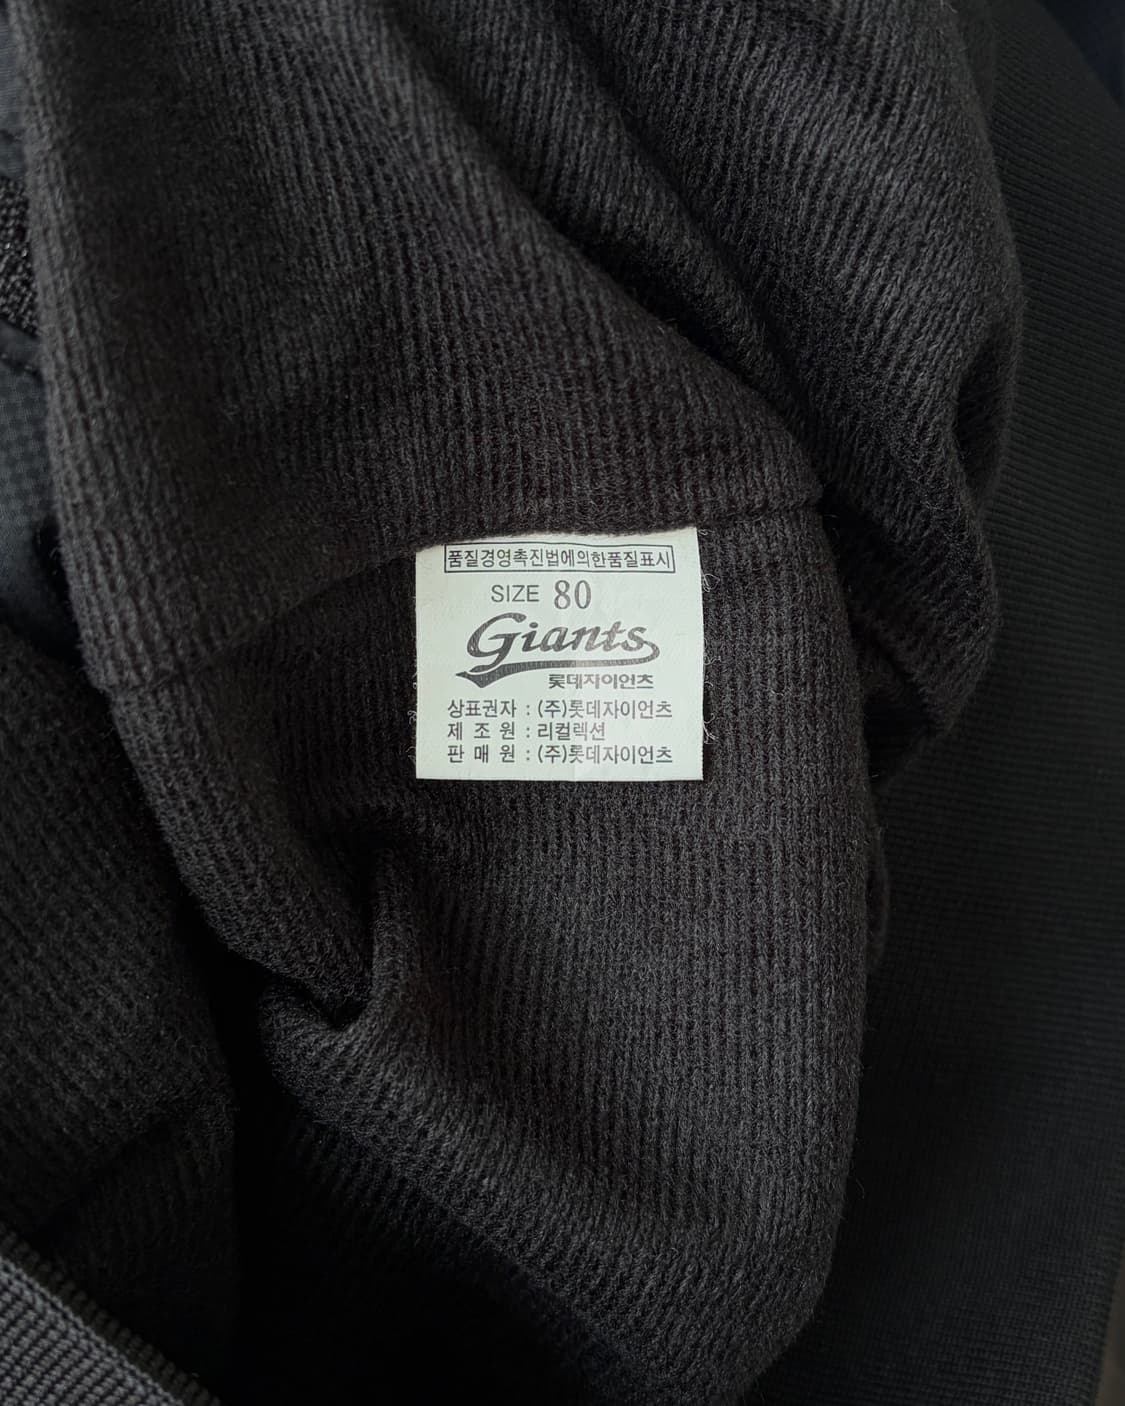 품질경영촉진법에의한품질표시
SIZE 80
Giants
롯데자이언츠
상표권자 : (주)롯데자이언츠
제 조 원 : 리컬렉션
판 매 원 : (주)롯데자이언츠